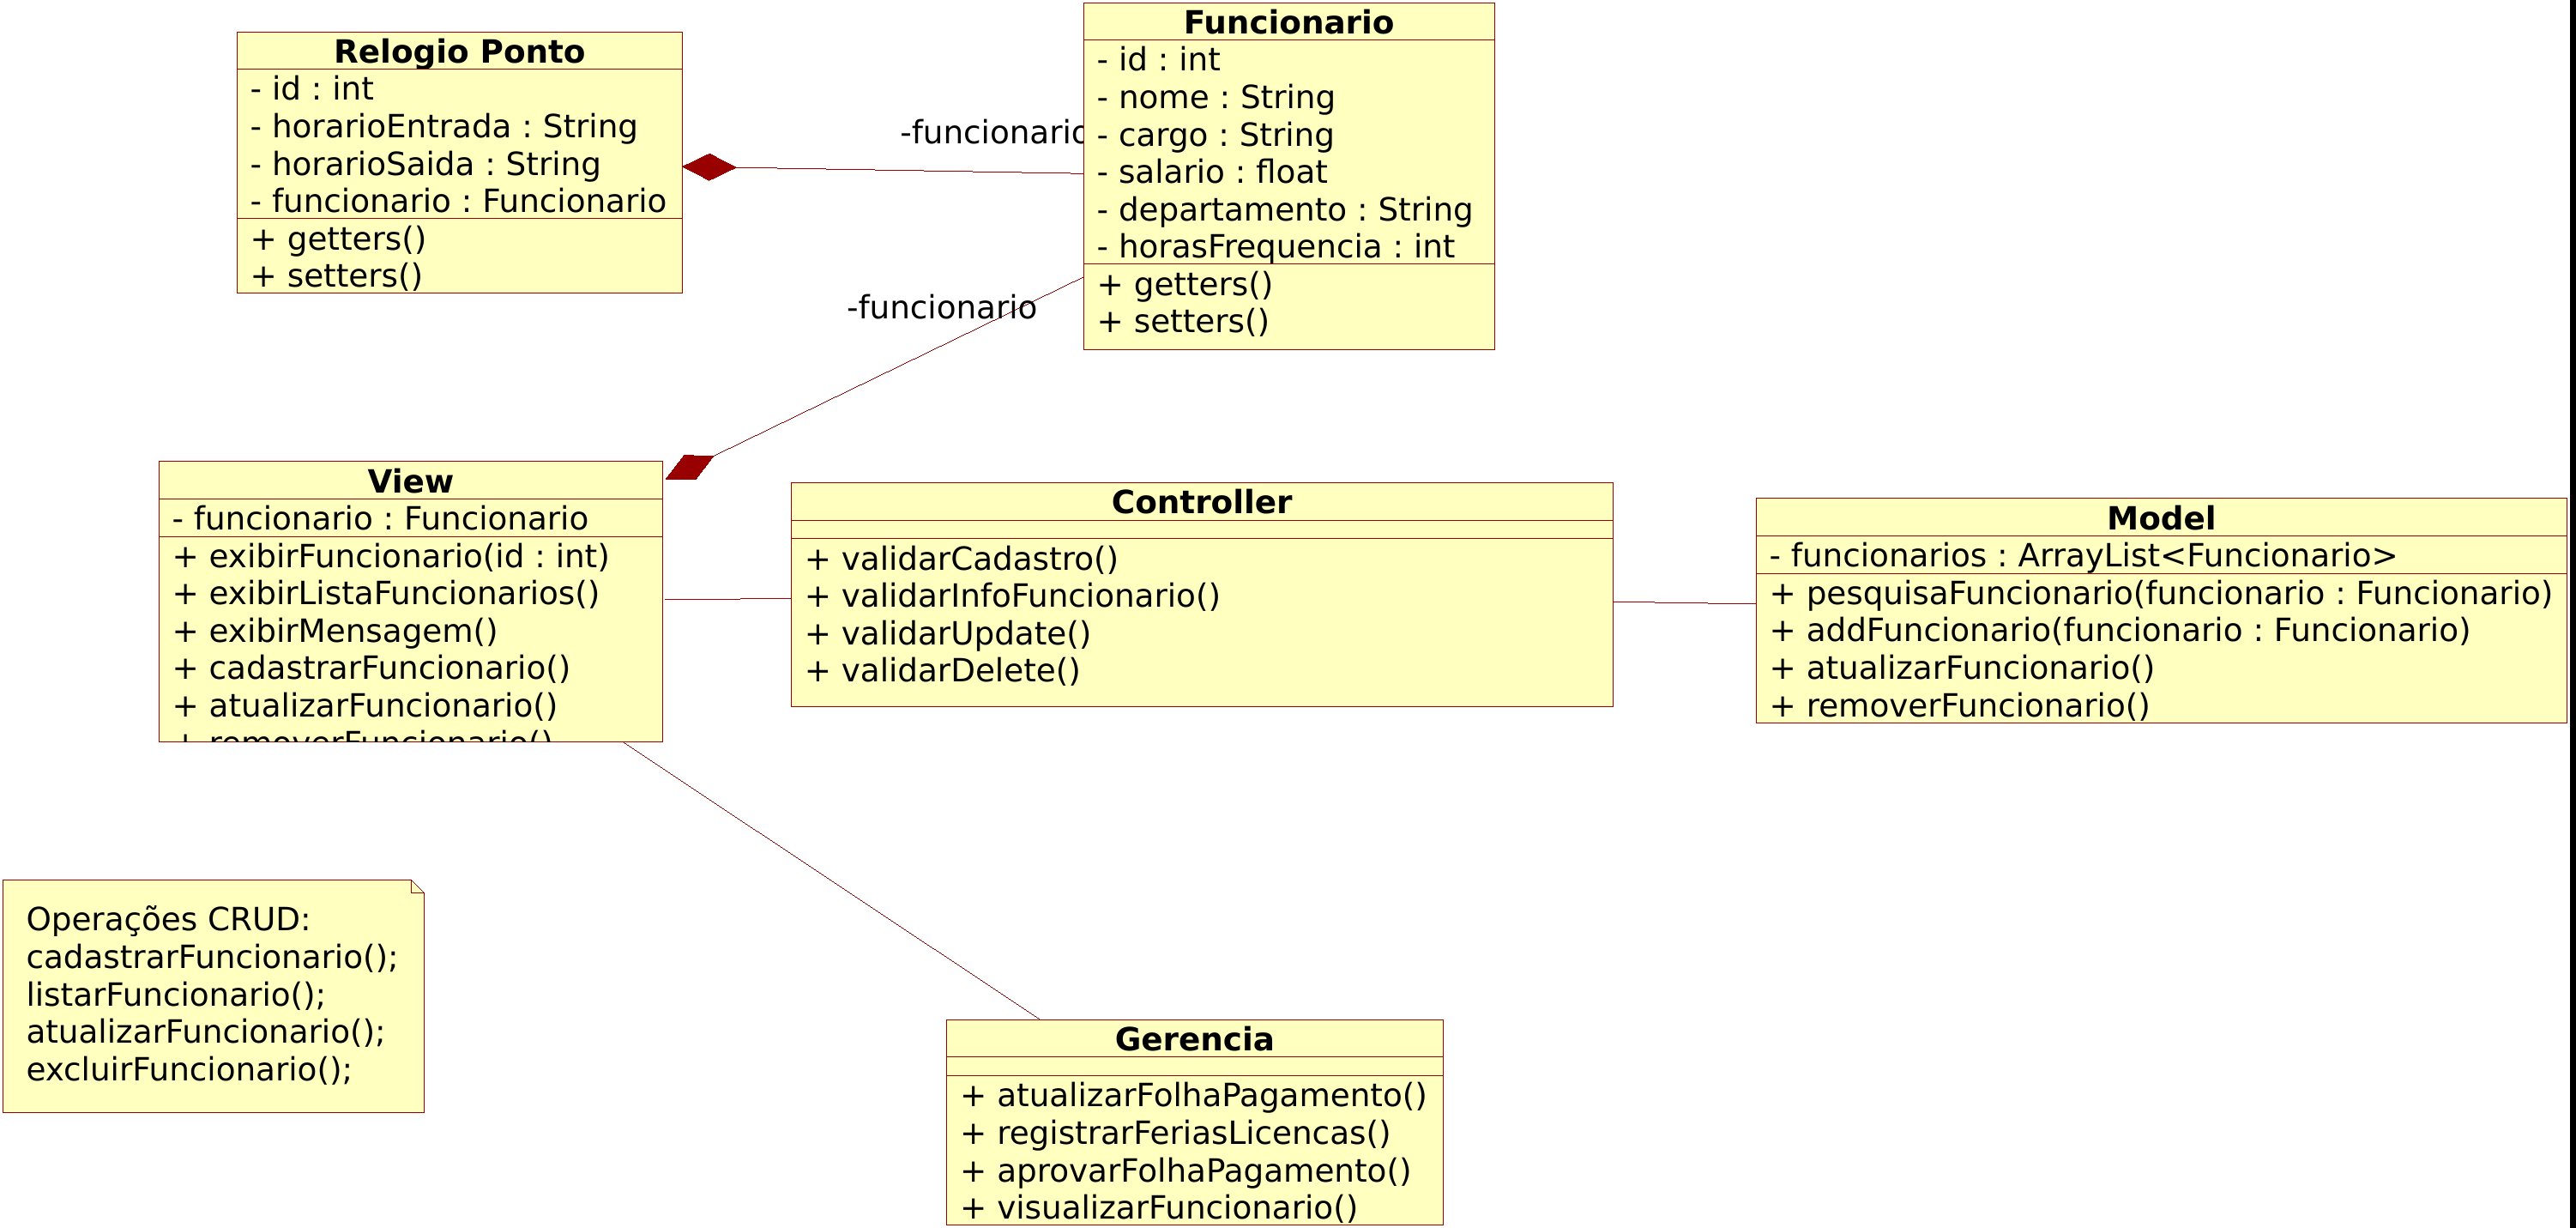 Relogio Ponto
- id : int
- horarioEntrada : String
- horarioSaida : String
- funcionario : Funcionario
+ getters()
+ setters()
-funcionario
Funcionario
- id : int
- nome : String
- cargo : String
- salario : float
- departamento : String
- horasFrequencia : int
+ getters()
+ setters()
-funcionario
View
- funcionario : Funcionario
+ exibirFuncionario(id : int)
+ exibirListaFuncionarios()
+ exibirMensagem()
+ cadastrarFuncionario()
+ atualizarFuncionario()
+ removerFuncionario()
Controller
+ validarCadastro()
+ validarInfoFuncionario()
+ validarUpdate()
+ validarDelete()
Model
- funcionarios : ArrayList<Funcionario>
+ pesquisaFuncionario(funcionario : Funcionario)
+ addFuncionario(funcionario : Funcionario)
+ atualizarFuncionario()
+ removerFuncionario()
Operações CRUD:
cadastrarFuncionario();
listarFuncionario();
atualizarFuncionario();
excluirFuncionario();
Gerencia
+ atualizarFolhaPagamento()
+ registrarFeriasLicencas()
+ aprovarFolhaPagamento()
+ visualizarFuncionario()